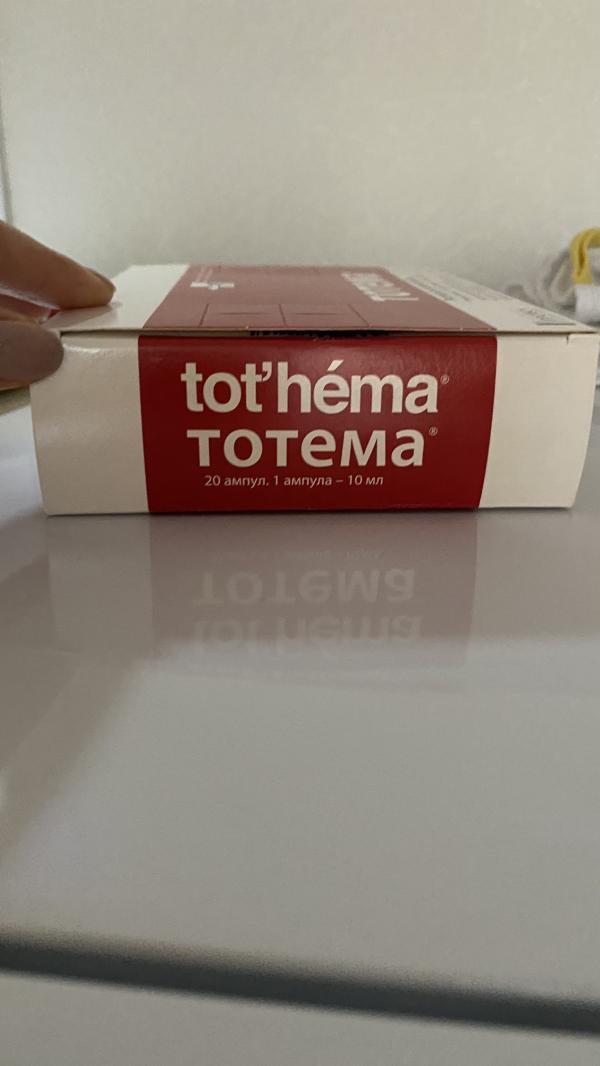 tot'héma®
тотема®
20 ампул, 1 ампула – 10 мл